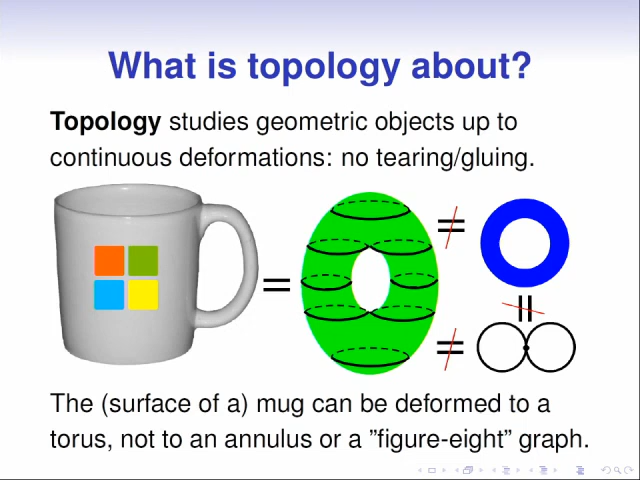 What is topology about?
Topology studies geometric objects up to
continuous deformations: no tearing/gluing.
=
≠
≠
≠
The (surface of a) mug can be deformed to a
torus, not to an annulus or a ”figure-eight” graph.